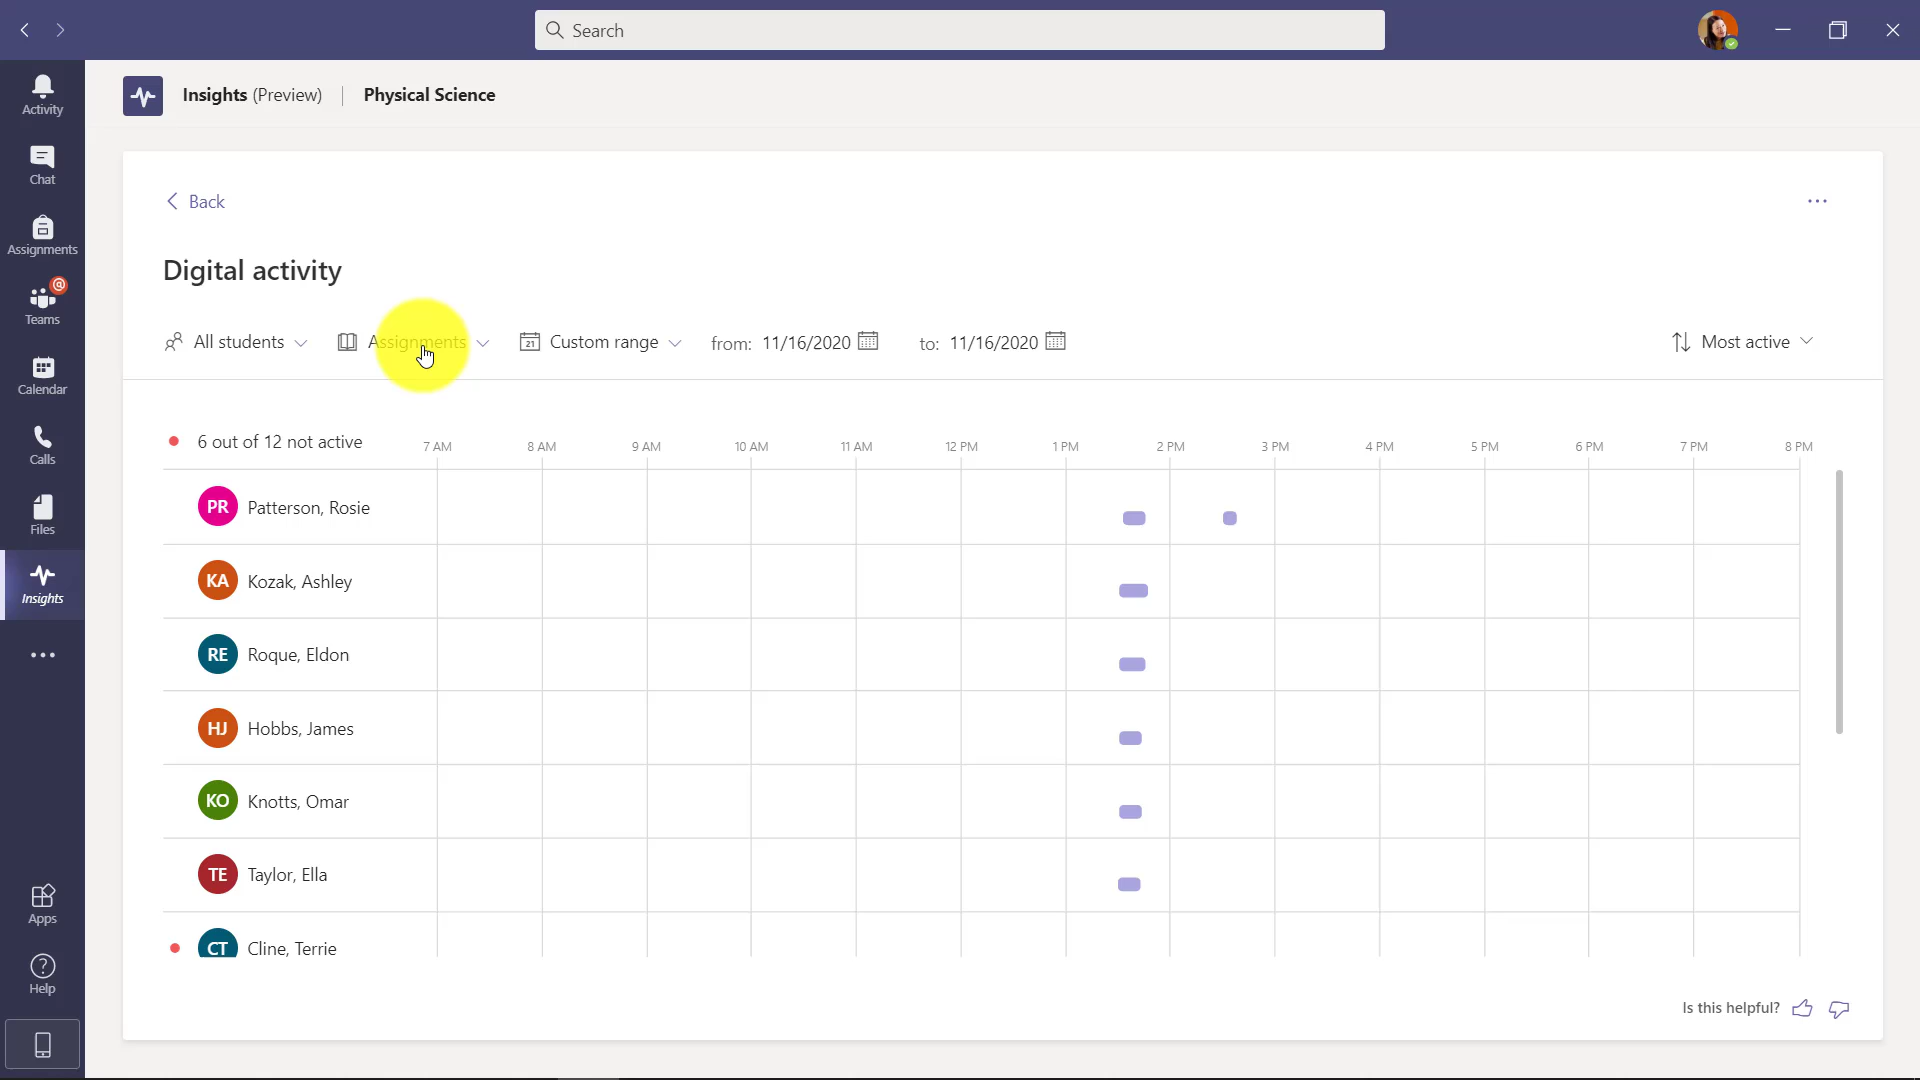 Search
Activity
Chat
Assignments
@
Teams
Calendar
Calls
Files
Insights
Apps
Help
Insights (Preview) | Physical Science
Back
Digital activity
All students
Assignments
21 Custom range
from: 11/16/2020
to: 11/16/2020
Most active
6 out of 12 not active
7 AM 8 AM 9 AM 10 AM 11 AM 12 PM 1 PM 2 PM 3 PM 4 PM 5 PM 6 PM 7 PM 8 PM
PR Patterson, Rosie
KA Kozak, Ashley
RE Roque, Eldon
HJ Hobbs, James
KO Knotts, Omar
TE Taylor, Ella
CT Cline, Terrie
Is this helpful?